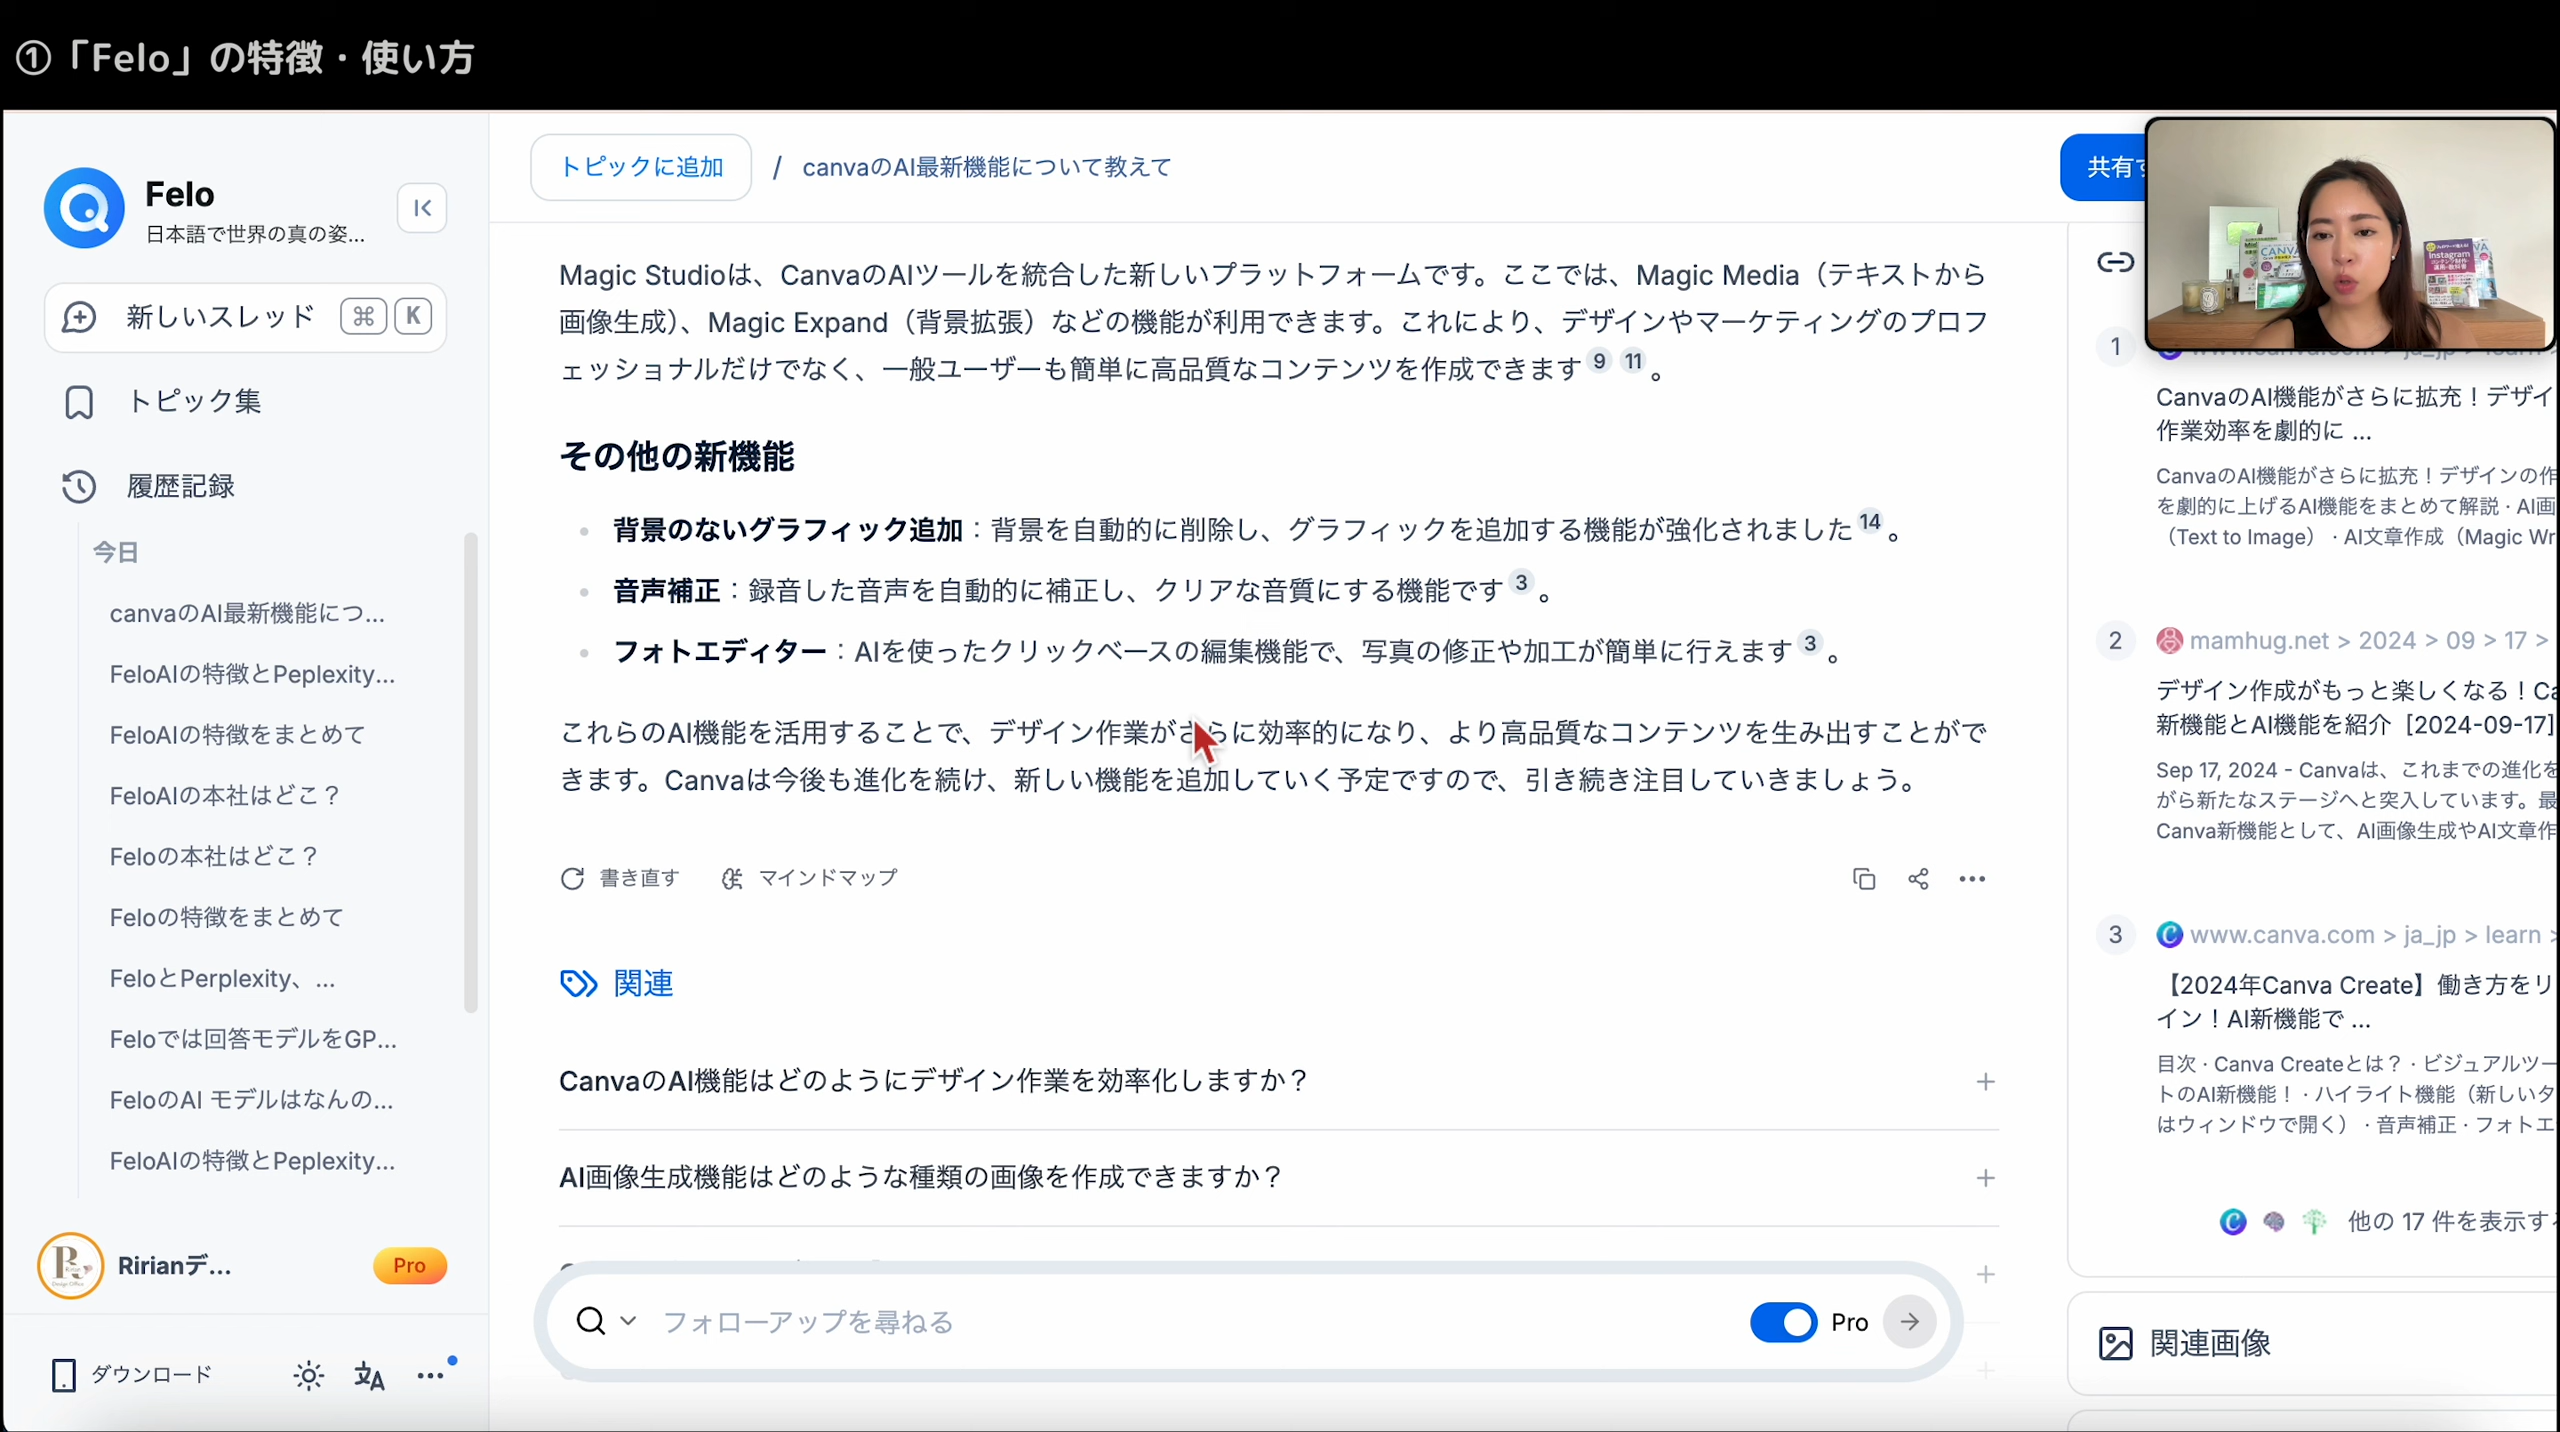 ①「Felo」の特徴・使い方
Felo
日本語で世界の真の姿...
新しいスレッド ⌘ K
トピック集
履歴記録
今日
canvaのAI最新機能につ...
FeloAIの特徴とPeplexity...
FeloAIの特徴をまとめて
FeloAIの本社はどこ？
Feloの本社はどこ？
Feloの特徴をまとめて
FeloとPerplexity、...
Feloでは回答モデルをGP...
FeloのAI モデルはなんの...
FeloAIの特徴とPeplexity...
Ririanデ... Pro
ダウンロード
トピックに追加 / canvaのAI最新機能について教えて
共有す
Magic Studioは、CanvaのAIツールを統合した新しいプラットフォームです。ここでは、Magic Media（テキストから
画像生成）、Magic Expand（背景拡張）などの機能が利用できます。これにより、デザインやマーケティングのプロフ
ェッショナルだけでなく、一般ユーザーも簡単に高品質なコンテンツを作成できます 9 11 。
その他の新機能
• 背景のないグラフィック追加：背景を自動的に削除し、グラフィックを追加する機能が強化されました 14 。
• 音声補正：録音した音声を自動的に補正し、クリアな音質にする機能です 3 。
• フォトエディター：AIを使ったクリックベースの編集機能で、写真の修正や加工が簡単に行えます 3 。
これらのAI機能を活用することで、デザイン作業がさらに効率的になり、より高品質なコンテンツを生み出すことがで
きます。Canvaは今後も進化を続け、新しい機能を追加していく予定ですので、引き続き注目していきましょう。
書き直す マインドマップ
関連
CanvaのAI機能はどのようにデザイン作業を効率化しますか？
AI画像生成機能はどのような種類の画像を作成できますか？
フォローアップを尋ねる Pro
1
CanvaのAI機能がさらに拡充！デザイ
作業効率を劇的に ...
CanvaのAI機能がさらに拡充！デザインの作
を劇的に上げるAI機能をまとめて解説 · AI画
（Text to Image） · AI文章作成（Magic Wr
2 mamhug.net > 2024 > 09 > 17 >
デザイン作成がもっと楽しくなる！Ca
新機能とAI機能を紹介［2024-09-17］
Sep 17, 2024 - Canvaは、これまでの進化を
がら新たなステージへと突入しています。最
Canva新機能として、AI画像生成やAI文章作
3 www.canva.com > ja_jp > learn >
【2024年Canva Create】働き方をリ
イン！AI新機能で ...
目次 · Canva Createとは？ · ビジュアルツー
トのAI新機能！ · ハイライト機能（新しいタ
はウィンドウで開く） · 音声補正 · フォトエ
他の 17 件を表示す
関連画像